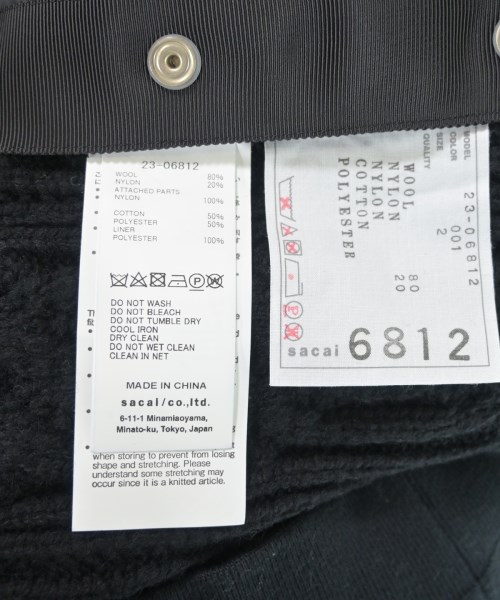 23-06812
WOOL 80%
NYLON 20%
ATTACHED PARTS
NYLON 100%
COTTON 50%
POLYESTER 50%
LINER
POLYESTER 100%
DO NOT WASH
DO NOT BLEACH
DO NOT TUMBLE DRY
COOL IRON
DRY CLEAN
DO NOT WET CLEAN
CLEAN IN NET
MADE IN CHINA
sacai/co.,ltd.
6-11-1 Minamiaoyama,
Minato-ku, Tokyo, Japan
when storing to prevent from losing
shape and stretching. Please
understand some stretching may
occur since it is a knitted article.
MODEL 23-06812
COLOR 001
SIZE 2
QUALITY
WOOL 80
NYLON 20
NYLON
COTTON
POLYESTER
sacai 6812